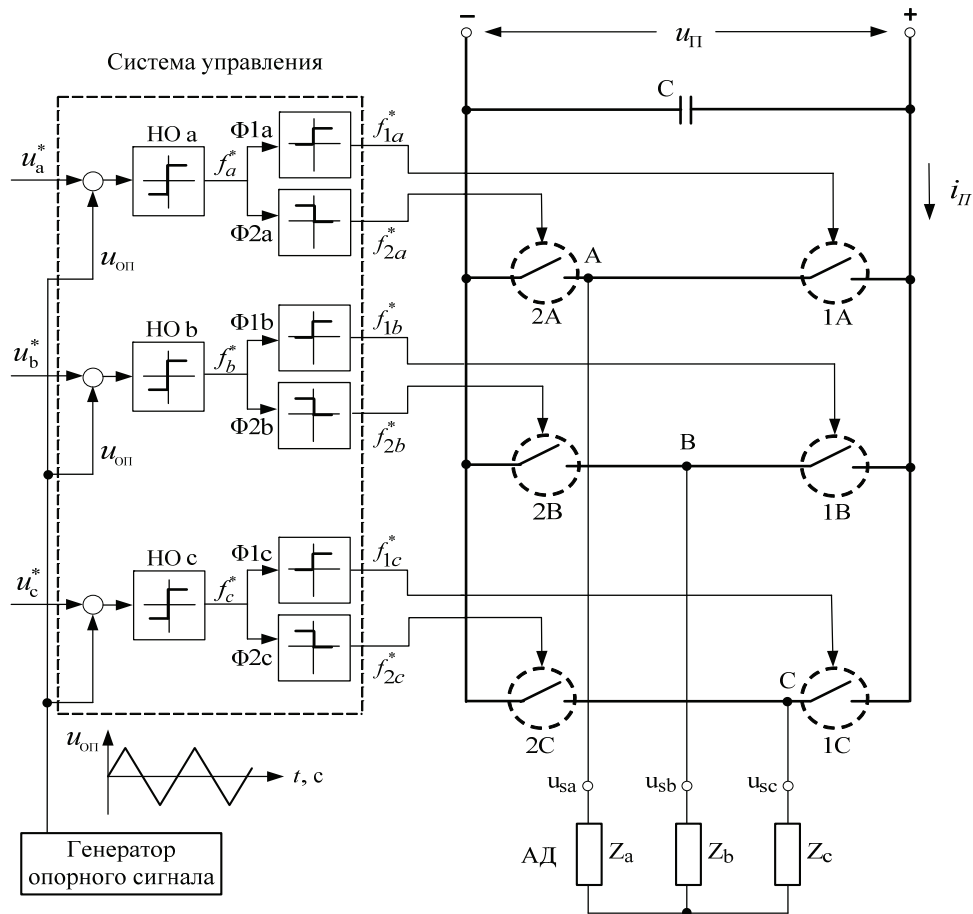 − +
u_П
Система управления
C
НО a Ф1a f*_1a
u*_a f*_a
Ф2a f*_2a
i_П
u_оп A
2A 1A
НО b Ф1b f*_1b
u*_b f*_b
Ф2b f*_2b
u_оп B
2B 1B
НО c Ф1c f*_1c
u*_c f*_c
Ф2c f*_2c
C
2C 1C
u_оп
t, с
u_sa u_sb u_sc
Генератор
опорного сигнала
АД Z_a Z_b Z_c